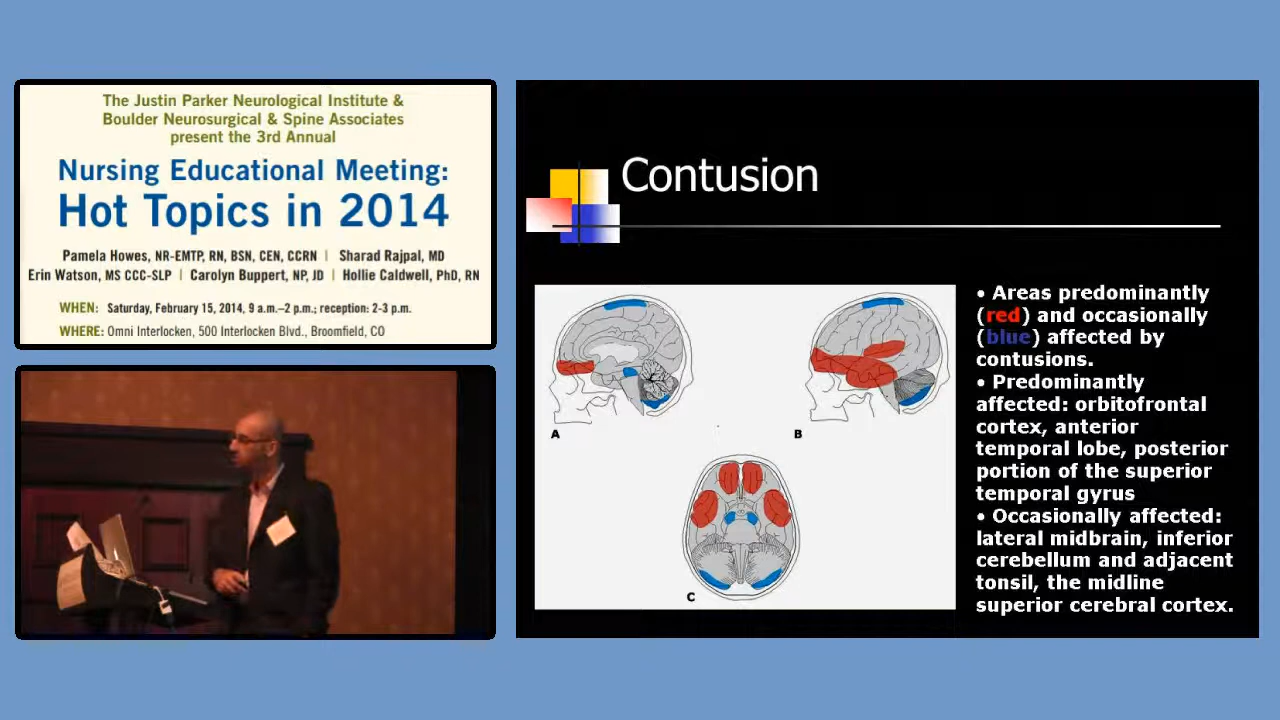 The Justin Parker Neurological Institute &
Boulder Neurosurgical & Spine Associates
present the 3rd Annual
Nursing Educational Meeting:
Hot Topics in 2014
Pamela Howes, NR-EMTP, RN, BSN, CEN, CCRN | Sharad Rajpal, MD
Erin Watson, MS CCC-SLP | Carolyn Buppert, NP, JD | Hollie Caldwell, PhD, RN
WHEN: Saturday, February 15, 2014, 9 a.m.–2 p.m.; reception: 2-3 p.m.
WHERE: Omni Interlocken, 500 Interlocken Blvd., Broomfield, CO
Contusion
A
B
C
• Areas predominantly
(red) and occasionally
(blue) affected by
contusions.
• Predominantly
affected: orbitofrontal
cortex, anterior
temporal lobe, posterior
portion of the superior
temporal gyrus
• Occasionally affected:
lateral midbrain, inferior
cerebellum and adjacent
tonsil, the midline
superior cerebral cortex.